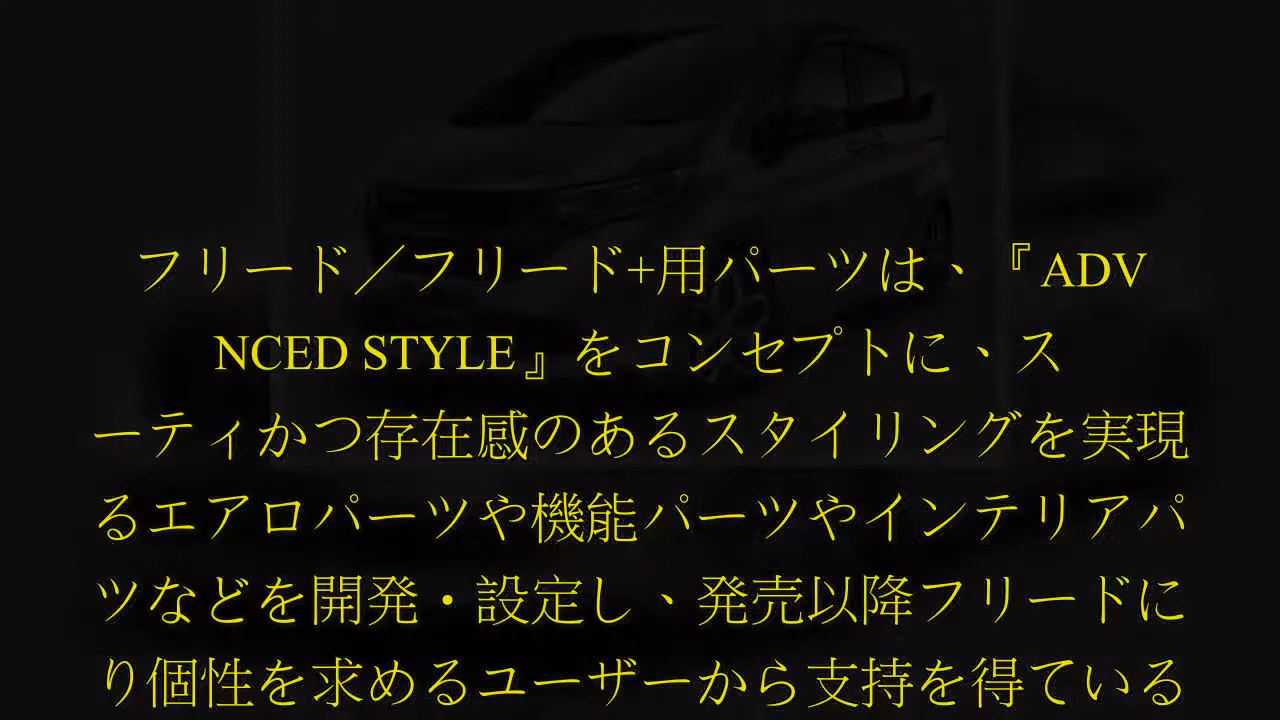 フリード／フリード+用パーツは、『ADV
NCED STYLE』をコンセプトに、ス
ーティかつ存在感のあるスタイリングを実現
るエアロパーツや機能パーツやインテリアパ
ツなどを開発・設定し、発売以降フリードに
り個性を求めるユーザーから支持を得ている